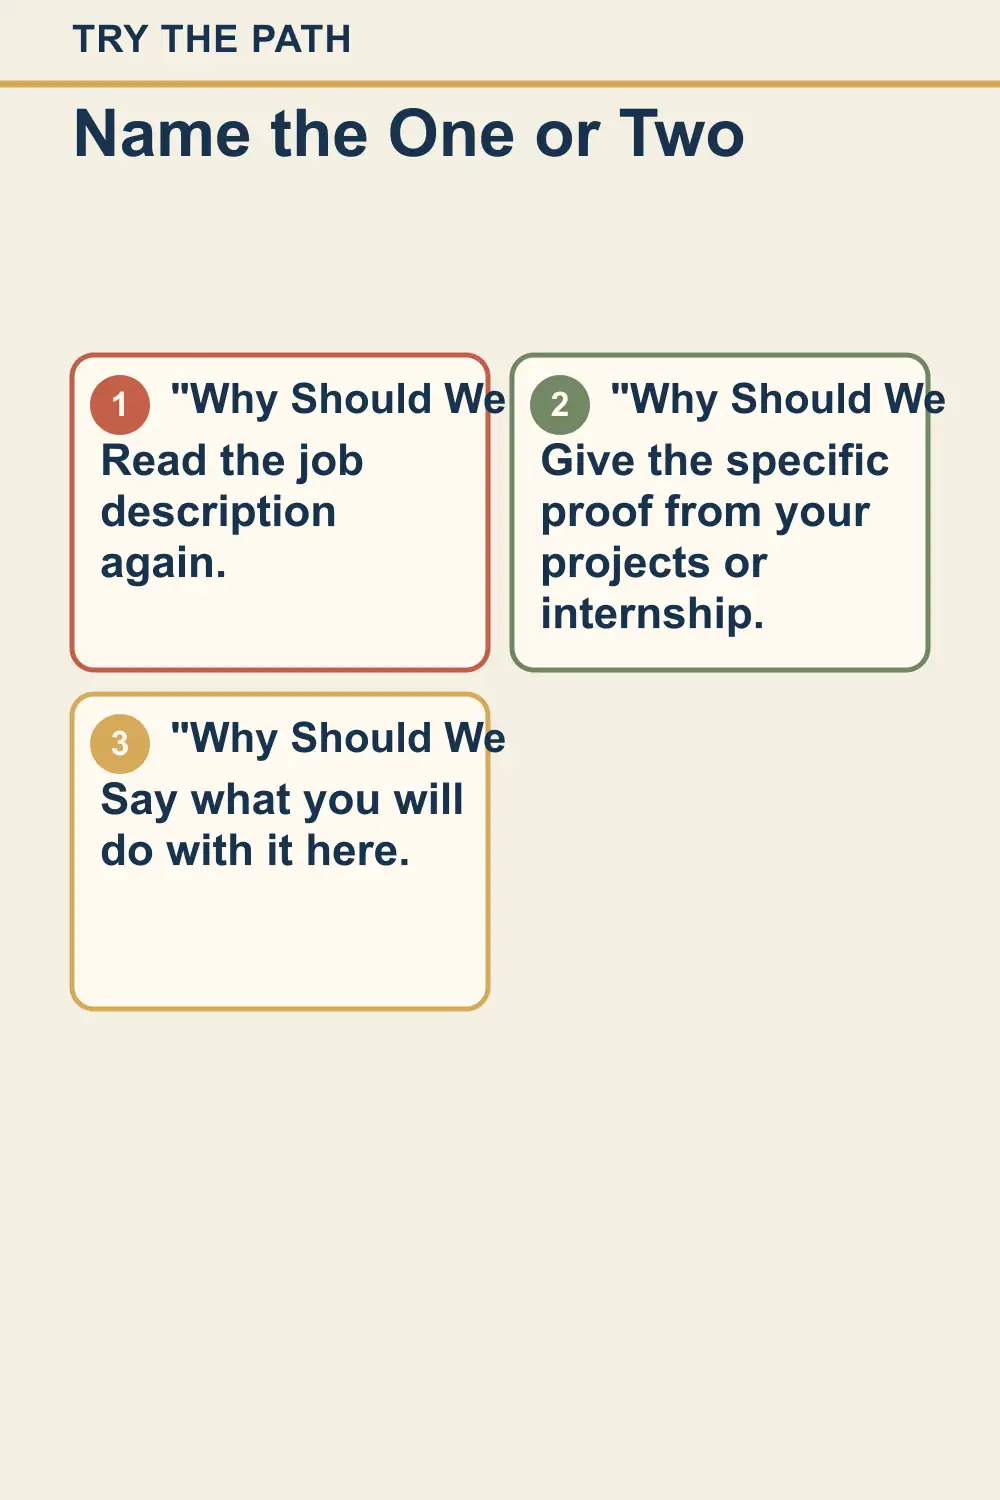 TRY THE PATH
Name the One or Two
1
"Why Should We
Read the job
description
again.
2
"Why Should We
Give the specific
proof from your
projects or
internship.
3
"Why Should We
Say what you will
do with it here.